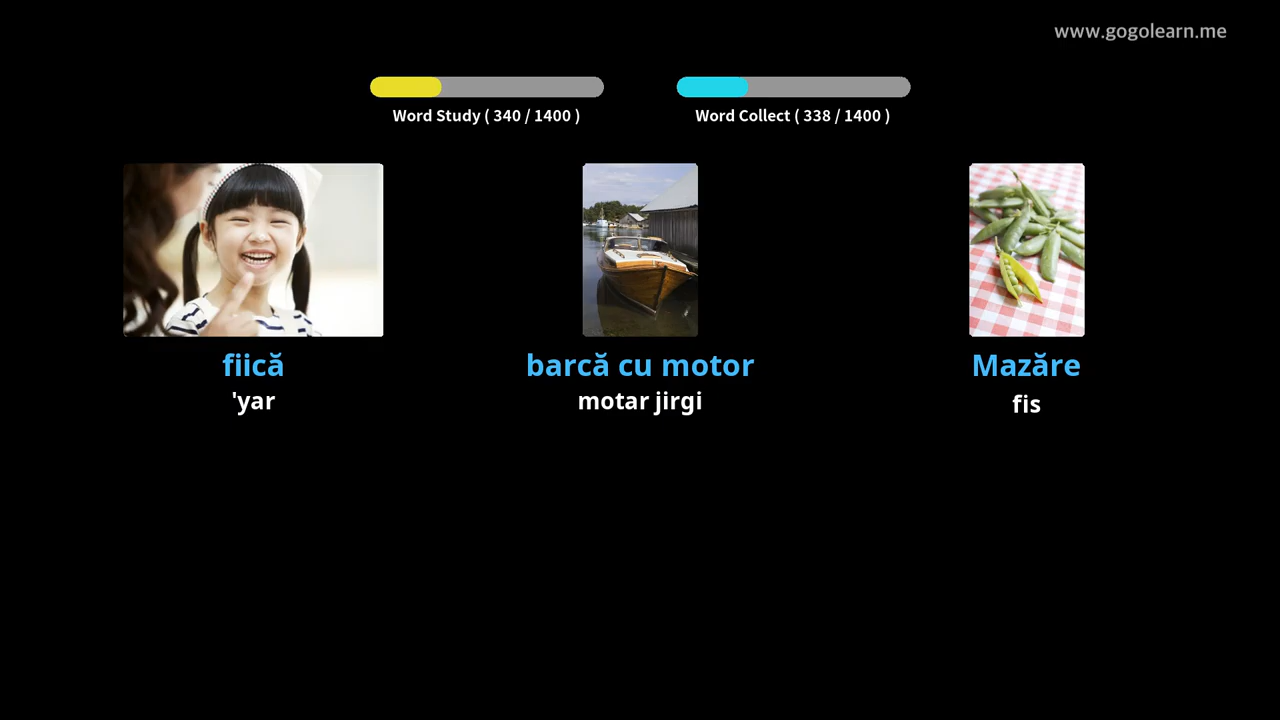 www.gogolearn.me
Word Study ( 340 / 1400 )
Word Collect ( 338 / 1400 )
fiică
barcă cu motor
Mazăre
'yar
motar jirgi
fis